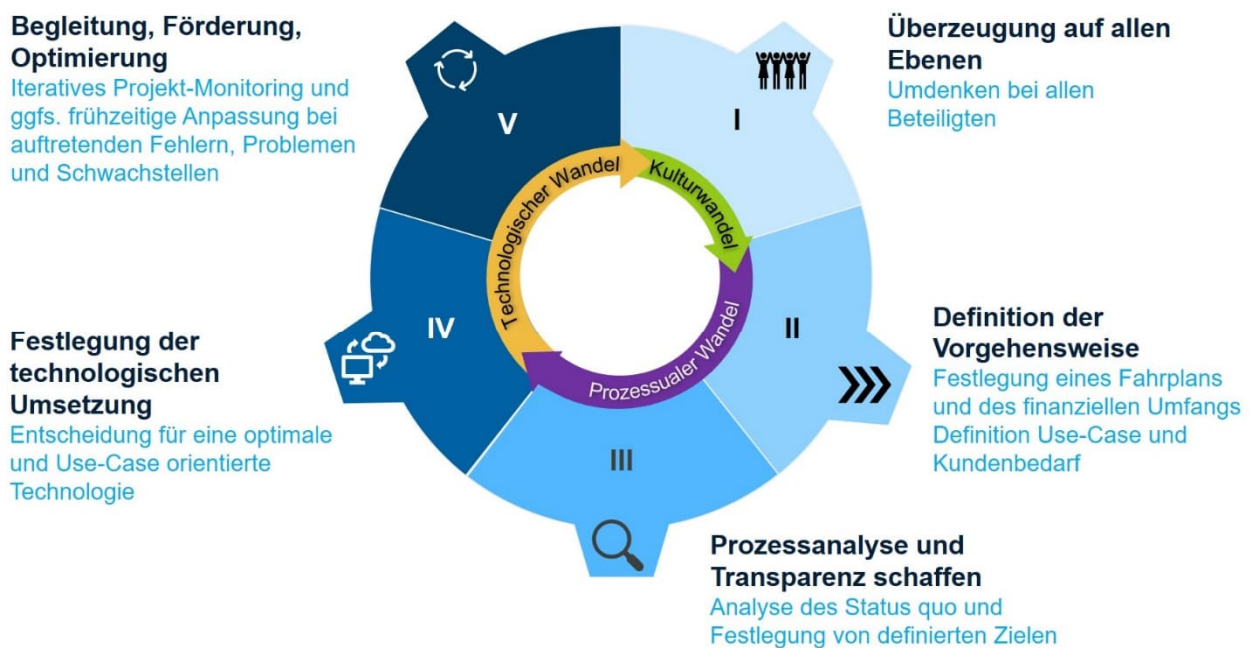 Begleitung, Förderung,
Optimierung
Iteratives Projekt-Monitoring und
ggfs. frühzeitige Anpassung bei
auftretenden Fehlern, Problemen
und Schwachstellen
Überzeugung auf allen
Ebenen
Umdenken bei allen
Beteiligten
V
I
Technologischer Wandel
Kulturwandel
Prozessualer Wandel
IV
II
III
Festlegung der
technologischen
Umsetzung
Entscheidung für eine optimale
und Use-Case orientierte
Technologie
Definition der
Vorgehensweise
Festlegung eines Fahrplans
und des finanziellen Umfangs
Definition Use-Case und
Kundenbedarf
Prozessanalyse und
Transparenz schaffen
Analyse des Status quo und
Festlegung von definierten Zielen